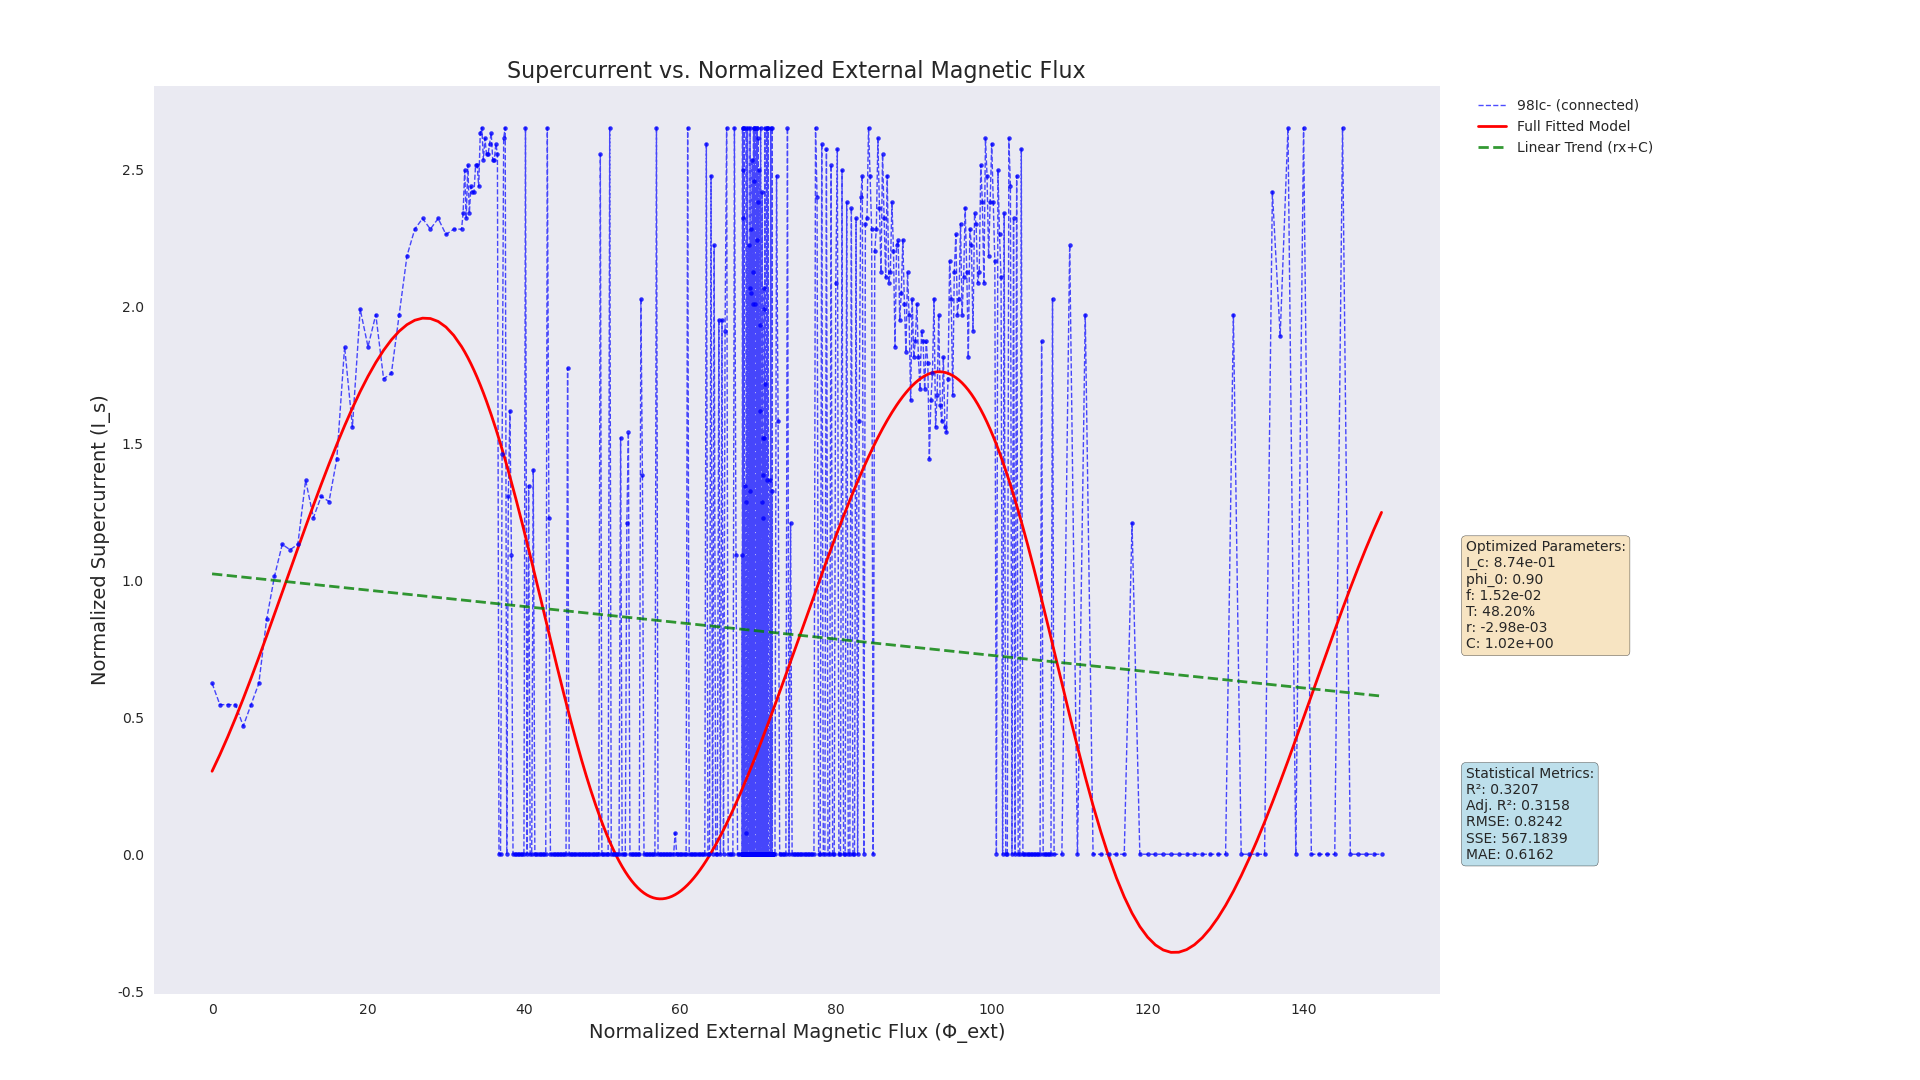 Supercurrent vs. Normalized External Magnetic Flux
98Ic- (connected)
Full Fitted Model
Linear Trend (rx+C)
Normalized Supercurrent (I_s)
2.5
2.0
1.5
1.0
0.5
0.0
-0.5
0 20 40 60 80 100 120 140
Normalized External Magnetic Flux (Φ_ext)
Optimized Parameters:
I_c: 8.74e-01
phi_0: 0.90
f: 1.52e-02
T: 48.20%
r: -2.98e-03
C: 1.02e+00
Statistical Metrics:
R²: 0.3207
Adj. R²: 0.3158
RMSE: 0.8242
SSE: 567.1839
MAE: 0.6162